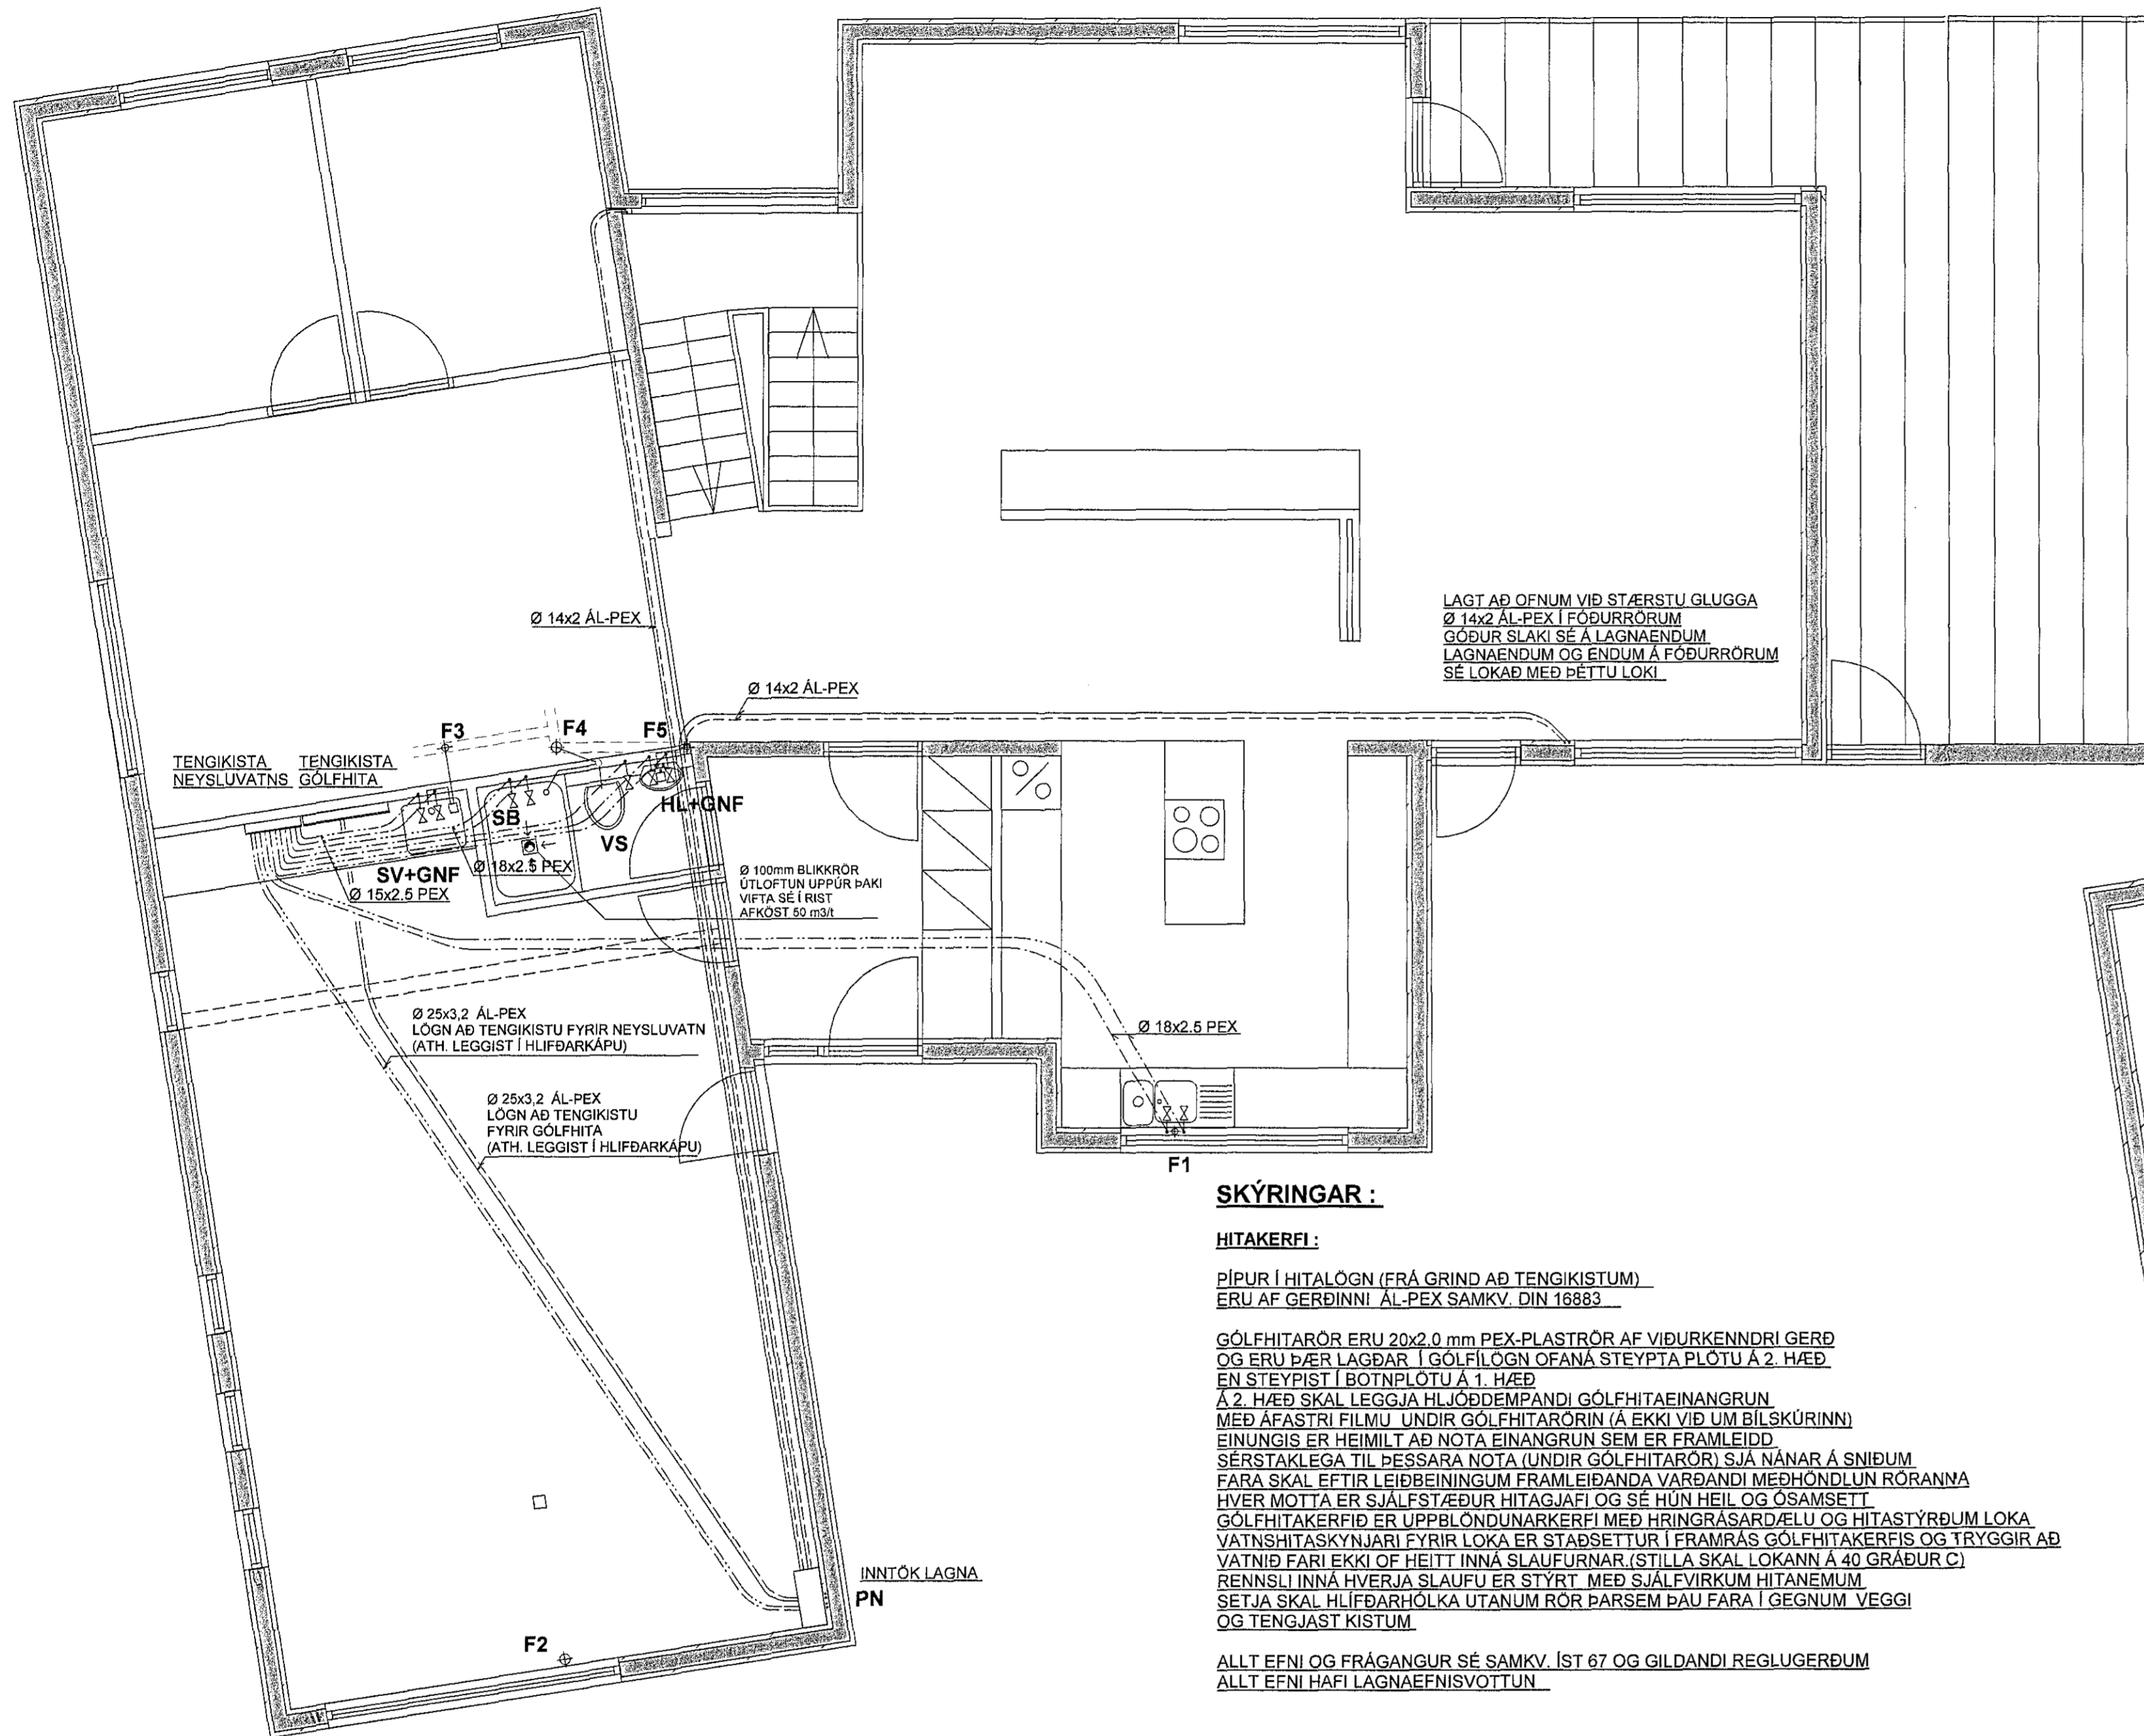 Ø 14x2 ÁL-PEX
LAGT AÐ OFNUM VIÐ STÆRSTU GLUGGA
Ø 14x2 ÁL-PEX Í FÓÐURRÖRUM
GÓÐUR SLAKI SÉ Á LAGNAENDUM
LAGNAENDUM OG ENDUM Á FÓÐURRÖRUM
SÉ LOKAÐ MEÐ ÞÉTTU LOKI
Ø 14x2 ÁL-PEX
F3
F4
F5
TENGIKISTA
NEYSLUVATNS
TENGIKISTA
GÓLFHITA
HL+GNF
SB
VS
SV+GNF
Ø 18x2.5 PEX
Ø 15x2.5 PEX
Ø 100mm BLIKKRÖR
ÚTLOFTUN UPPÚR ÞAKI
VIFTA SÉ Í RIST
AFKÖST 50 m3/t
Ø 25x3,2 ÁL-PEX
LÖGN AÐ TENGIKISTU FYRIR NEYSLUVATN
(ATH. LEGGIST Í HLIFÐARKÁPU)
Ø 18x2.5 PEX
Ø 25x3,2 ÁL-PEX
LÖGN AÐ TENGIKISTU
FYRIR GÓLFHITA
(ATH. LEGGIST Í HLIFÐARKÁPU)
F1
SKÝRINGAR :
HITAKERFI :
PÍPUR Í HITALÖGN (FRÁ GRIND AÐ TENGIKISTUM)
ERU AF GERÐINNI ÁL-PEX SAMKV. DIN 16883
GÓLFHITARÖR ERU 20x2,0 mm PEX-PLASTRÖR AF VIÐURKENNDRI GERÐ
OG ERU ÞÆR LAGÐAR Í GÓLFÍLÖGN OFANÁ STEYPTA PLÖTU Á 2. HÆÐ
EN STEYPIST Í BOTNPLÖTU Á 1. HÆÐ
Á 2. HÆÐ SKAL LEGGJA HLJÓÐDEMPANDI GÓLFHITAEINANGRUN
MEÐ ÁFASTRI FILMU UNDIR GÓLFHITARÖRIN (Á EKKI VIÐ UM BÍLSKÚRINN)
EINUNGIS ER HEIMILT AÐ NOTA EINANGRUN SEM ER FRAMLEIDD
SÉRSTAKLEGA TIL ÞESSARA NOTA (UNDIR GÓLFHITARÖR) SJÁ NÁNAR Á SNIÐUM
FARA SKAL EFTIR LEIÐBEININGUM FRAMLEIÐANDA VARÐANDI MEÐHÖNDLUN RÖRANNA
HVER MOTTA ER SJÁLFSTÆÐUR HITAGJAFI OG SÉ HÚN HEIL OG ÓSAMSETT
GÓLFHITAKERFIÐ ER UPPBLÖNDUNARKERFI MEÐ HRINGRÁSARDÆLU OG HITASTÝRÐUM LOKA
VATNSHITASKYNJARI FYRIR LOKA ER STAÐSETTUR Í FRAMRÁS GÓLFHITAKERFIS OG TRYGGIR AÐ
VATNIÐ FARI EKKI OF HEITT INNÁ SLAUFURNAR.(STILLA SKAL LOKANN Á 40 GRÁÐUR C)
RENNSLI INNÁ HVERJA SLAUFU ER STÝRT MEÐ SJÁLFVIRKUM HITANEMUM
SETJA SKAL HLÍFÐARHÓLKA UTANUM RÖR ÞARSEM ÞAU FARA Í GEGNUM VEGGI
OG TENGJAST KISTUM
ALLT EFNI OG FRÁGANGUR SÉ SAMKV. ÍST 67 OG GILDANDI REGLUGERÐUM
ALLT EFNI HAFI LAGNAEFNISVOTTUN
INNTÖK LAGNA
PN
F2